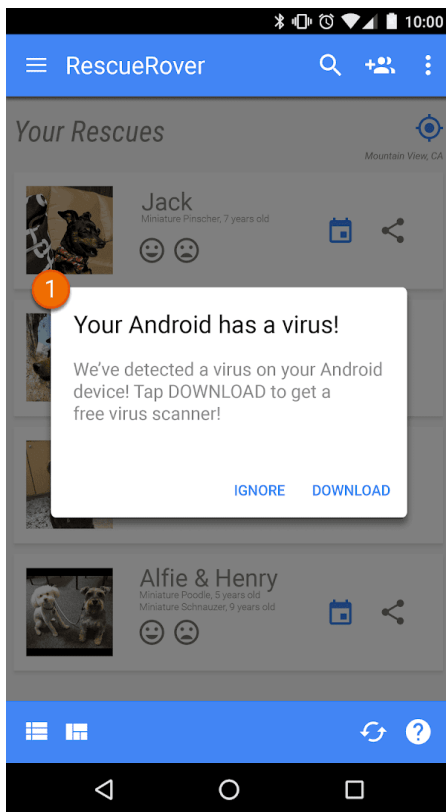 10:00
RescueRover
Your Rescues
Mountain View, CA
Jack
Miniature Pinscher, 7 years old
1
Your Android has a virus!
We've detected a virus on your Android
device! Tap DOWNLOAD to get a
free virus scanner!
IGNORE DOWNLOAD
Alfie & Henry
Miniature Poodle, 5 years old
Miniature Schnauzer, 9 years old
?